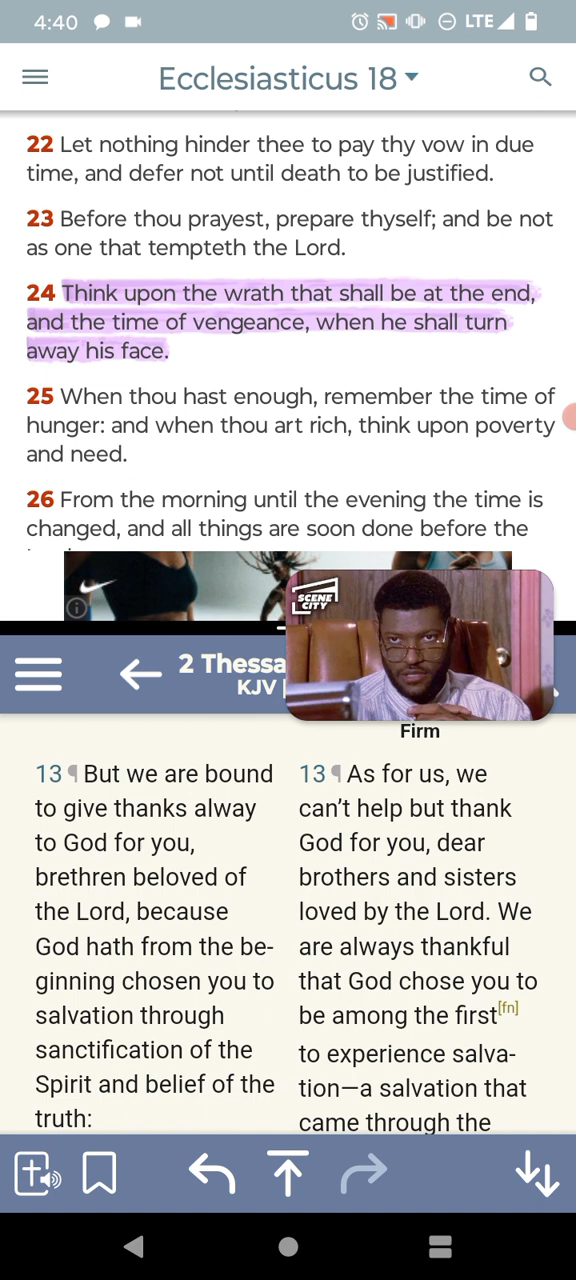 4:40
LTE
Ecclesiasticus 18
22 Let nothing hinder thee to pay thy vow in due
time, and defer not until death to be justified.
23 Before thou prayest, prepare thyself; and be not
as one that tempteth the Lord.
24 Think upon the wrath that shall be at the end,
and the time of vengeance, when he shall turn
away his face.
25 When thou hast enough, remember the time of
hunger: and when thou art rich, think upon poverty
and need.
26 From the morning until the evening the time is
changed, and all things are soon done before the
SCENE
CITY
2 Thessa
KJV
Firm
13 ¶ But we are bound
to give thanks alway
to God for you,
brethren beloved of
the Lord, because
God hath from the be-
ginning chosen you to
salvation through
sanctification of the
Spirit and belief of the
truth:
13 ¶ As for us, we
can’t help but thank
God for you, dear
brothers and sisters
loved by the Lord. We
are always thankful
that God chose you to
be among the first[fn]
to experience salva-
tion—a salvation that
came through the